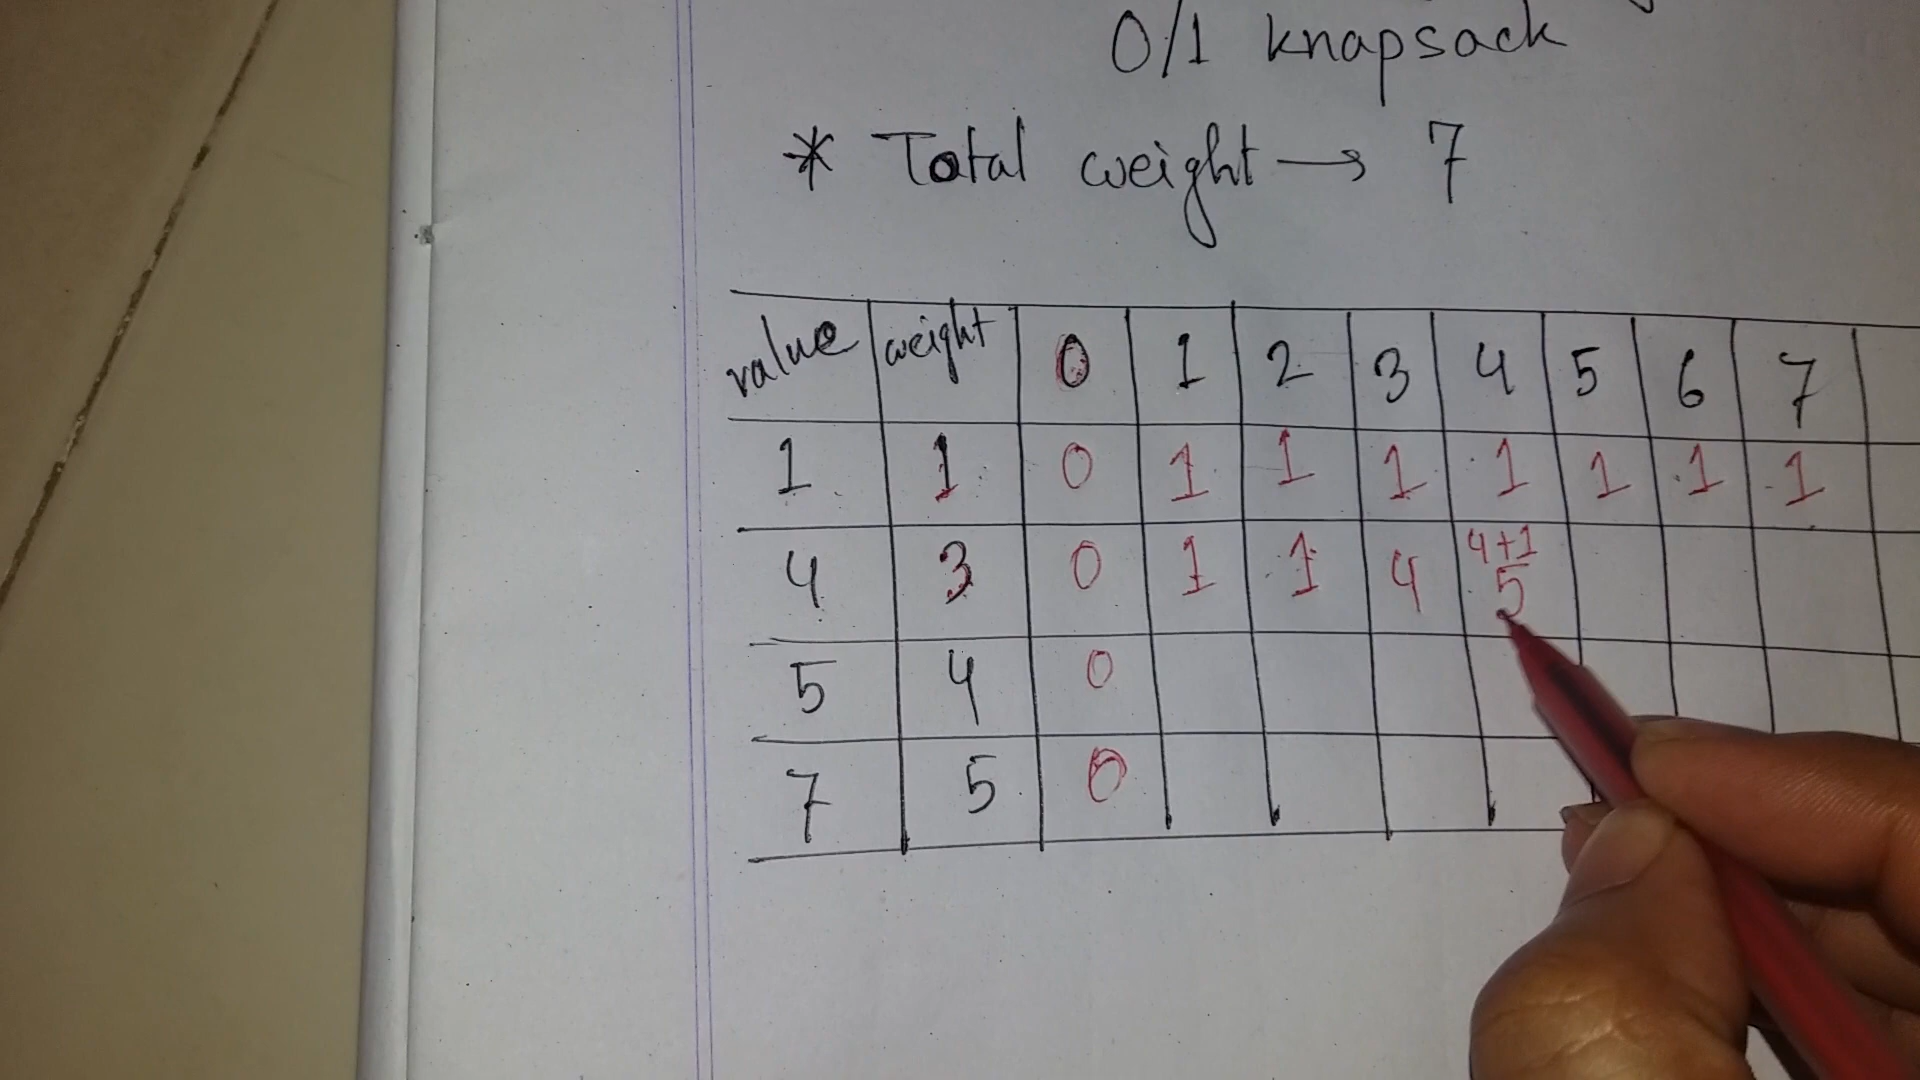 0/1 knapsack
* Total weight → 7
value weight 0 1 2 3 4 5 6 7
1 1 0 1 1 1 1 1 1 1
4+1
4 3 0 1 1 4 5
5 4 0
7 5 0